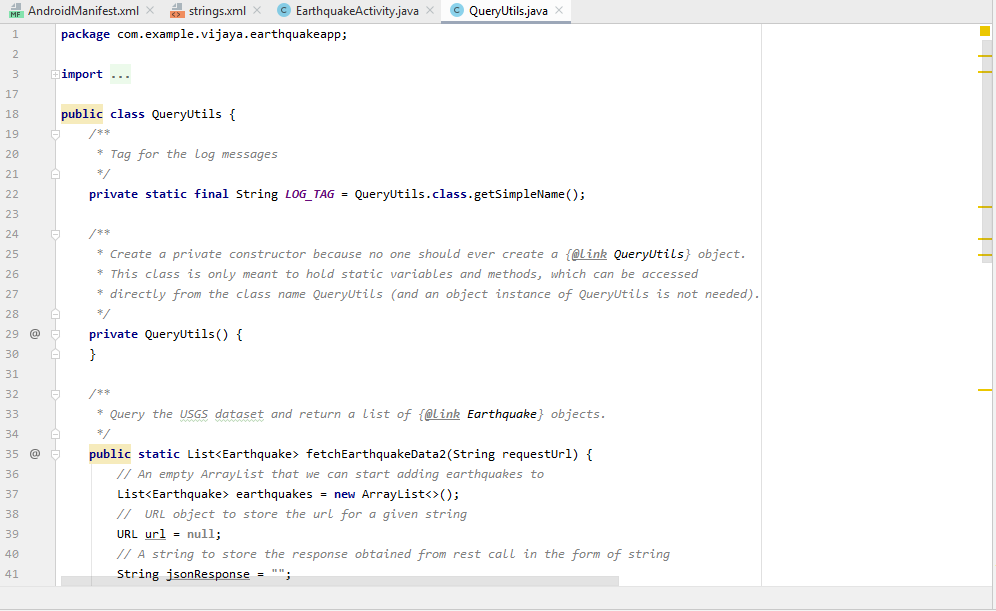 AndroidManifest.xml strings.xml EarthquakeActivity.java QueryUtils.java
1 package com.example.vijaya.earthquakeapp;
2
3 import ...
17
18 public class QueryUtils {
19 /**
20 * Tag for the log messages
21 */
22 private static final String LOG_TAG = QueryUtils.class.getSimpleName();
23
24 /**
25 * Create a private constructor because no one should ever create a {@link QueryUtils} object.
26 * This class is only meant to hold static variables and methods, which can be accessed
27 * directly from the class name QueryUtils (and an object instance of QueryUtils is not needed).
28 */
29 @ private QueryUtils() {
30 }
31
32 /**
33 * Query the USGS dataset and return a list of {@link Earthquake} objects.
34 */
35 @ public static List<Earthquake> fetchEarthquakeData2(String requestUrl) {
36 // An empty ArrayList that we can start adding earthquakes to
37 List<Earthquake> earthquakes = new ArrayList<>();
38 //  URL object to store the url for a given string
39 URL url = null;
40 // A string to store the response obtained from rest call in the form of string
41 String jsonResponse = "";